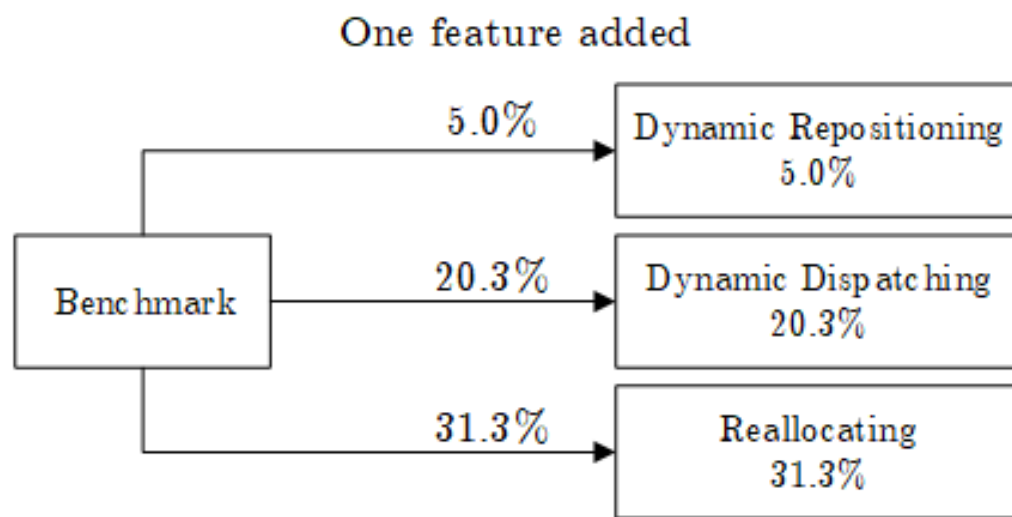 One feature added
5.0%
Dynamic Repositioning
5.0%
Benchmark
20.3%
Dynamic Dispatching
20.3%
31.3%
Reallocating
31.3%